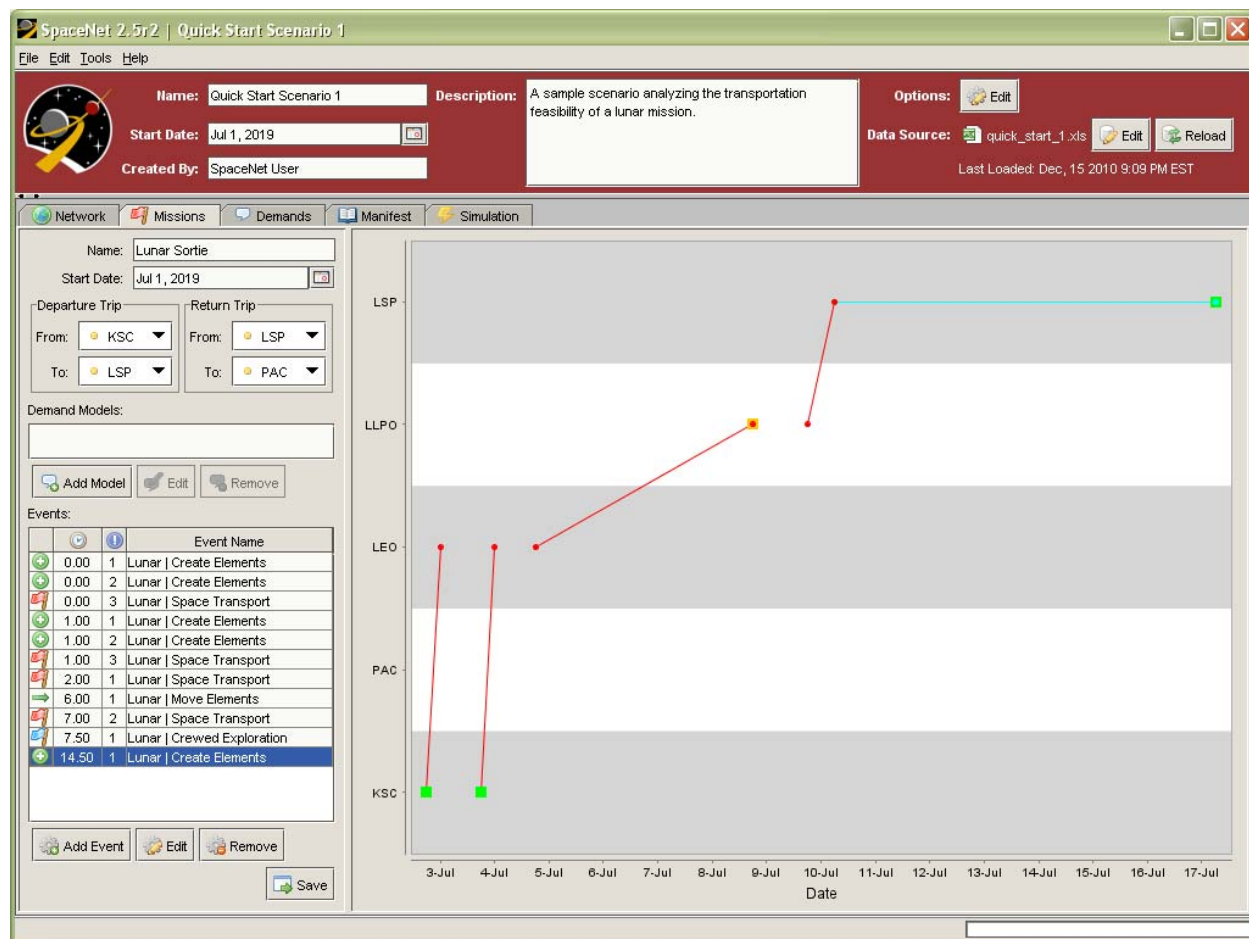 SpaceNet 2.5r2 | Quick Start Scenario 1
File Edit Tools Help
Name: Quick Start Scenario 1
Start Date: Jul 1, 2019
Created By: SpaceNet User
Description: A sample scenario analyzing the transportation
feasibility of a lunar mission.
Options: Edit
Data Source: quick_start_1.xls Edit Reload
Last Loaded: Dec, 15 2010 9:09 PM EST
Network Missions Demands Manifest Simulation
Name: Lunar Sortie
Start Date: Jul 1, 2019
Departure Trip Return Trip
From: KSC From: LSP
To: LSP To: PAC
Demand Models:
Add Model Edit Remove
Events:
Event Name
0.00 1 Lunar | Create Elements
0.00 2 Lunar | Create Elements
0.00 3 Lunar | Space Transport
1.00 1 Lunar | Create Elements
1.00 2 Lunar | Create Elements
1.00 3 Lunar | Space Transport
2.00 1 Lunar | Space Transport
6.00 1 Lunar | Move Elements
7.00 2 Lunar | Space Transport
7.50 1 Lunar | Crewed Exploration
14.50 1 Lunar | Create Elements
Add Event Edit Remove
Save
LSP
LLPO
LEO
PAC
KSC
3-Jul 4-Jul 5-Jul 6-Jul 7-Jul 8-Jul 9-Jul 10-Jul 11-Jul 12-Jul 13-Jul 14-Jul 15-Jul 16-Jul 17-Jul
Date